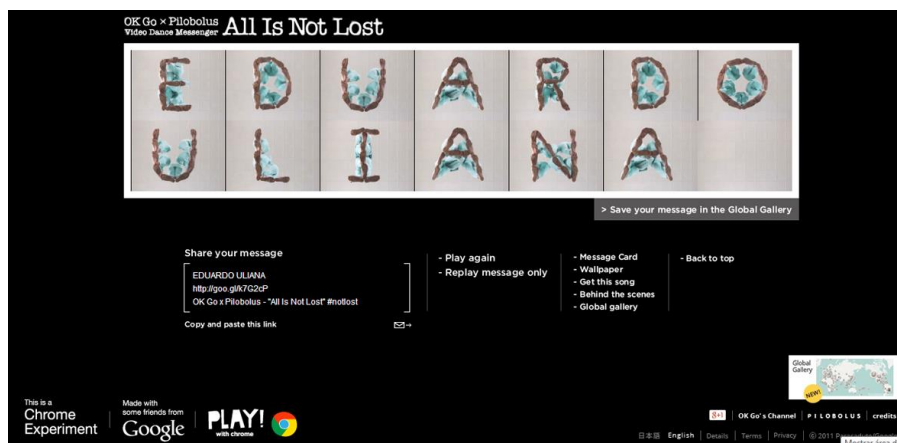 OK Go × Pilobolus
Video Dance Messenger
All Is Not Lost
EDUARDO
ULIANA
> Save your message in the Global Gallery
Share your message
EDUARDO ULIANA
http://goo.gl/k7G2cP
OK Go x Pilobolus - "All Is Not Lost" #notlost
Copy and paste this link
- Play again
- Replay message only
- Message Card
- Wallpaper
- Get this song
- Behind the scenes
- Global gallery
- Back to top
Global
Gallery
NEW!
This is a
Chrome
Experiment
Made with
some friends from
Google
PLAY!
with chrome
g+1
OK Go's Channel
PILOBOLUS
credits
日本語
English
Details
Terms
Privacy
© 2011